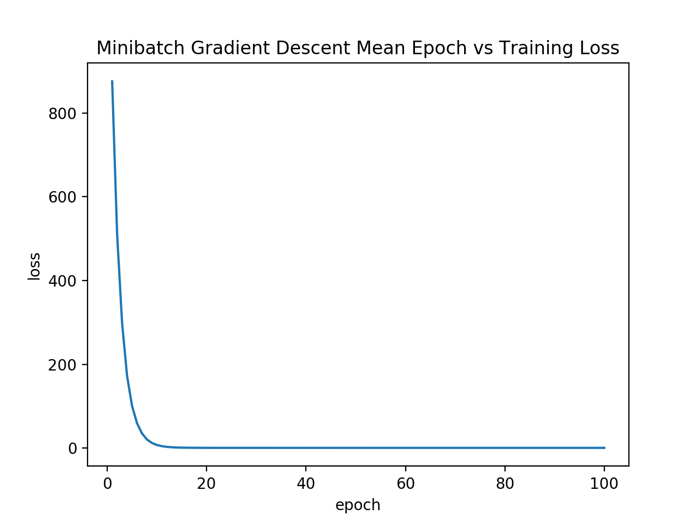 Minibatch Gradient Descent Mean Epoch vs Training Loss
800
600
400
200
0
loss
0 20 40 60 80 100
epoch